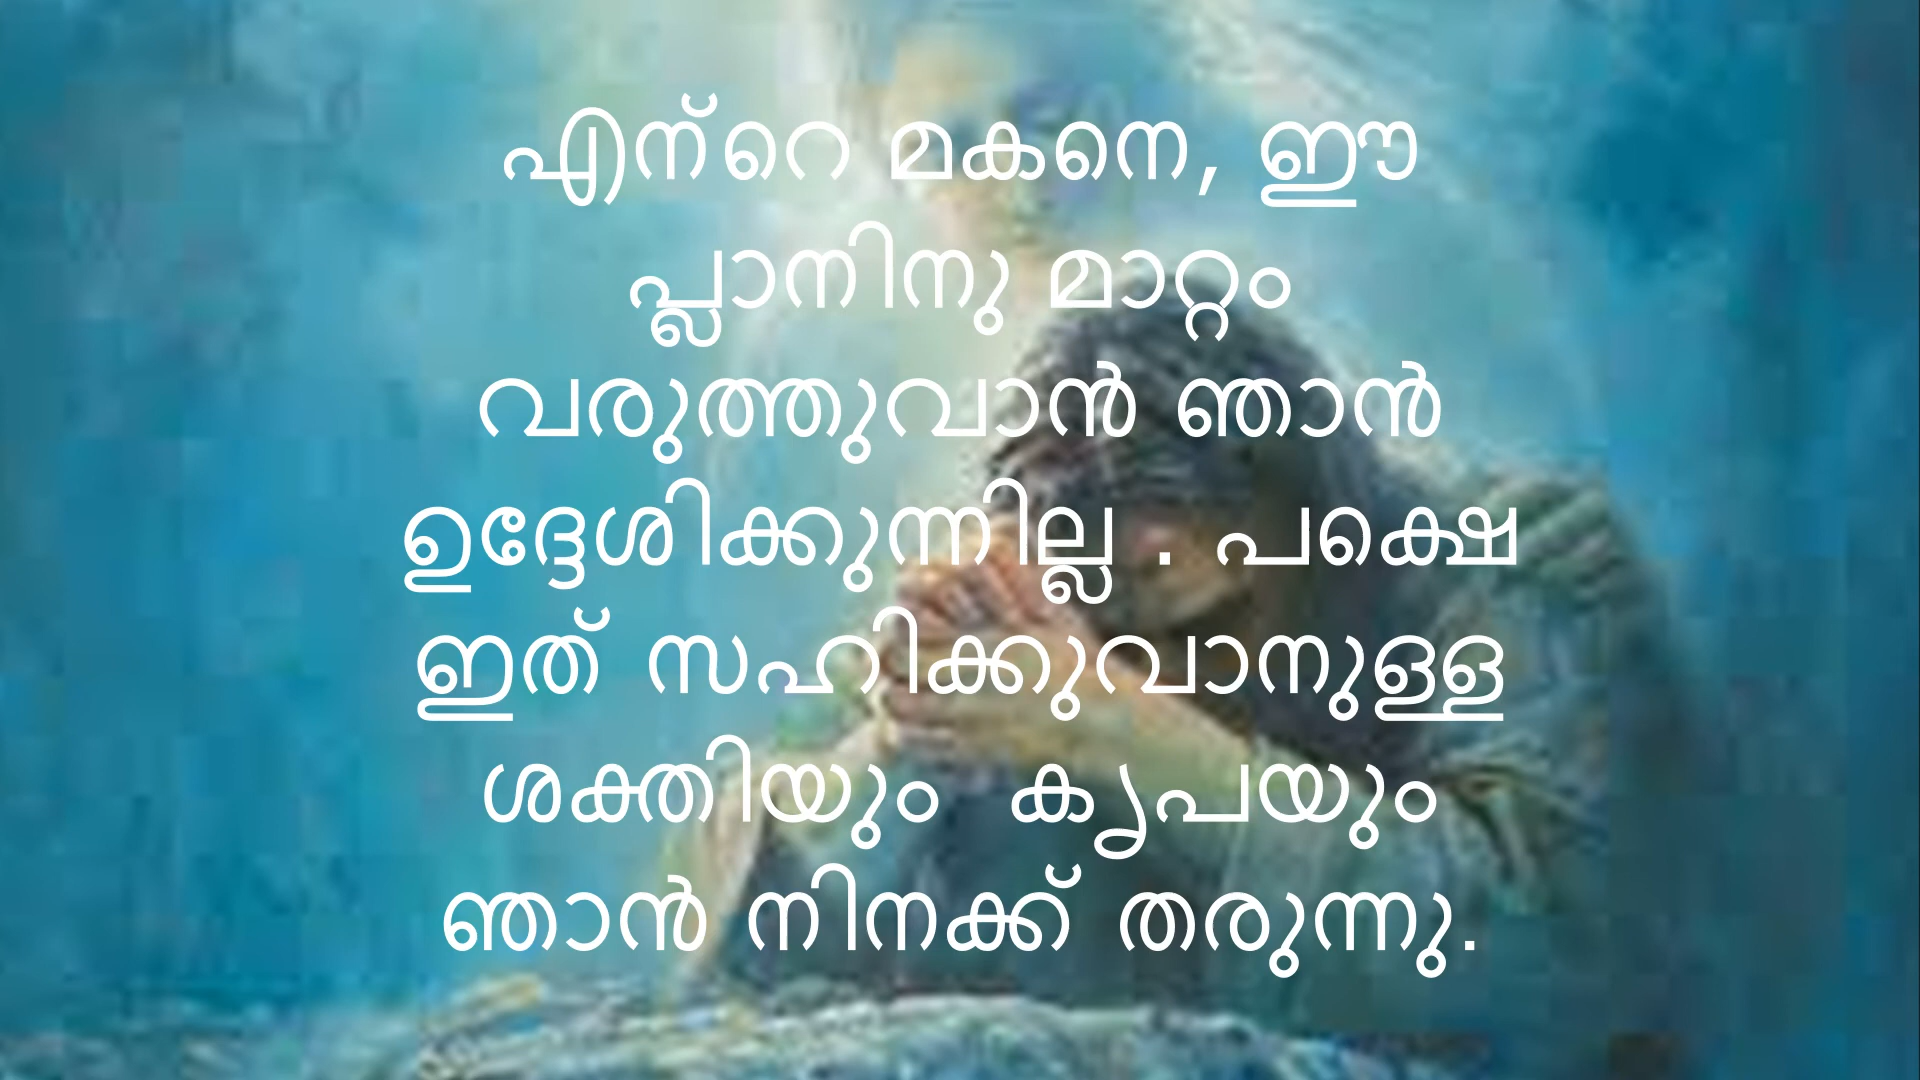 എന്റെ മകനെ, ഈ
പ്ലാനിനു മാറ്റം
വരുത്തുവാൻ ഞാൻ
ഉദ്ദേശിക്കുന്നില്ല . പക്ഷെ
ഇത് സഹിക്കുവാനുള്ള
ശക്തിയും കൃപയും
ഞാൻ നിനക്ക് തരുന്നു.